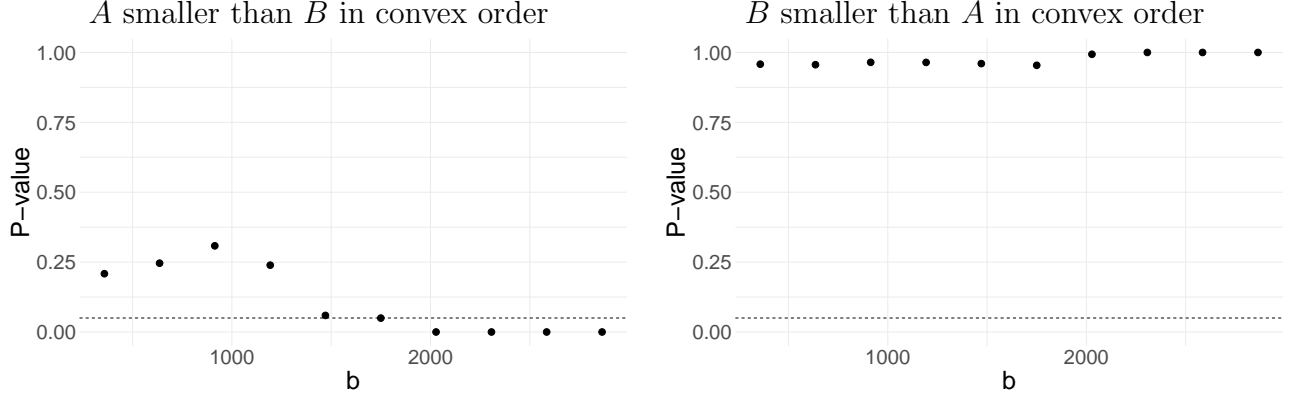 A smaller than B in convex order
1.00
0.75
0.50
0.25
0.00
P−value
1000 2000
b
B smaller than A in convex order
1.00
0.75
0.50
0.25
0.00
P−value
1000 2000
b